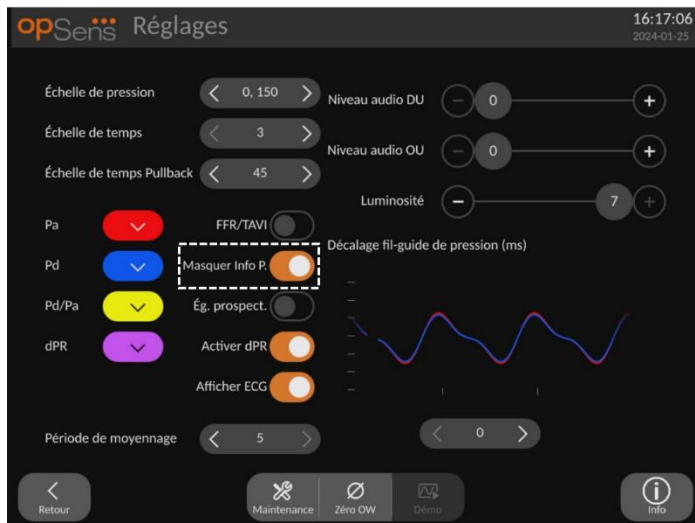 opSens Réglages
16:17:06
2024-01-25
Échelle de pression
0, 150
Échelle de temps
3
Échelle de temps Pullback
45
Niveau audio DU
0
Niveau audio OU
0
Luminosité
7
Pa
Pd
Pd/Pa
dPR
FFR/TAVI
Masquer Info P.
Ég. prospect.
Activer dPR
Afficher ECG
Décalage fil-guide de pression (ms)
Période de moyennage
5
0
Retour
Maintenance
Zéro OW
Démo
Info